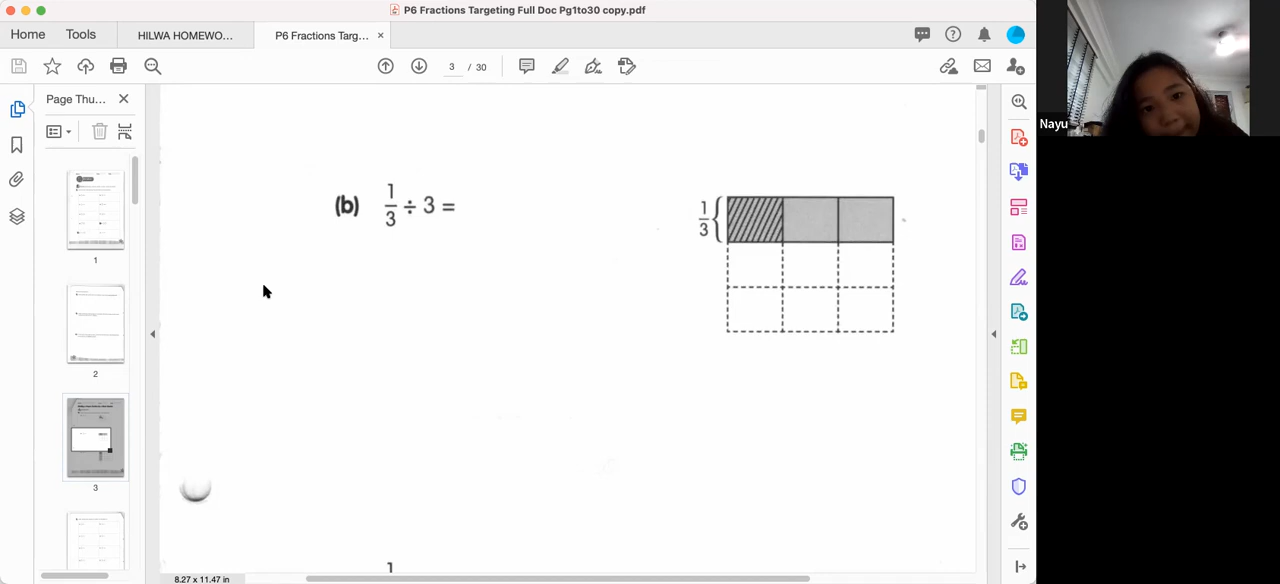 P6 Fractions Targeting Full Doc Pg1to30 copy.pdf
Home
Tools
HILWA HOMEWO...
P6 Fractions Targ...
3 / 30
Page Thu...
Nayu
(b) 1/3 ÷ 3 =
1/3
1
2
3
1
8.27 x 11.47 in